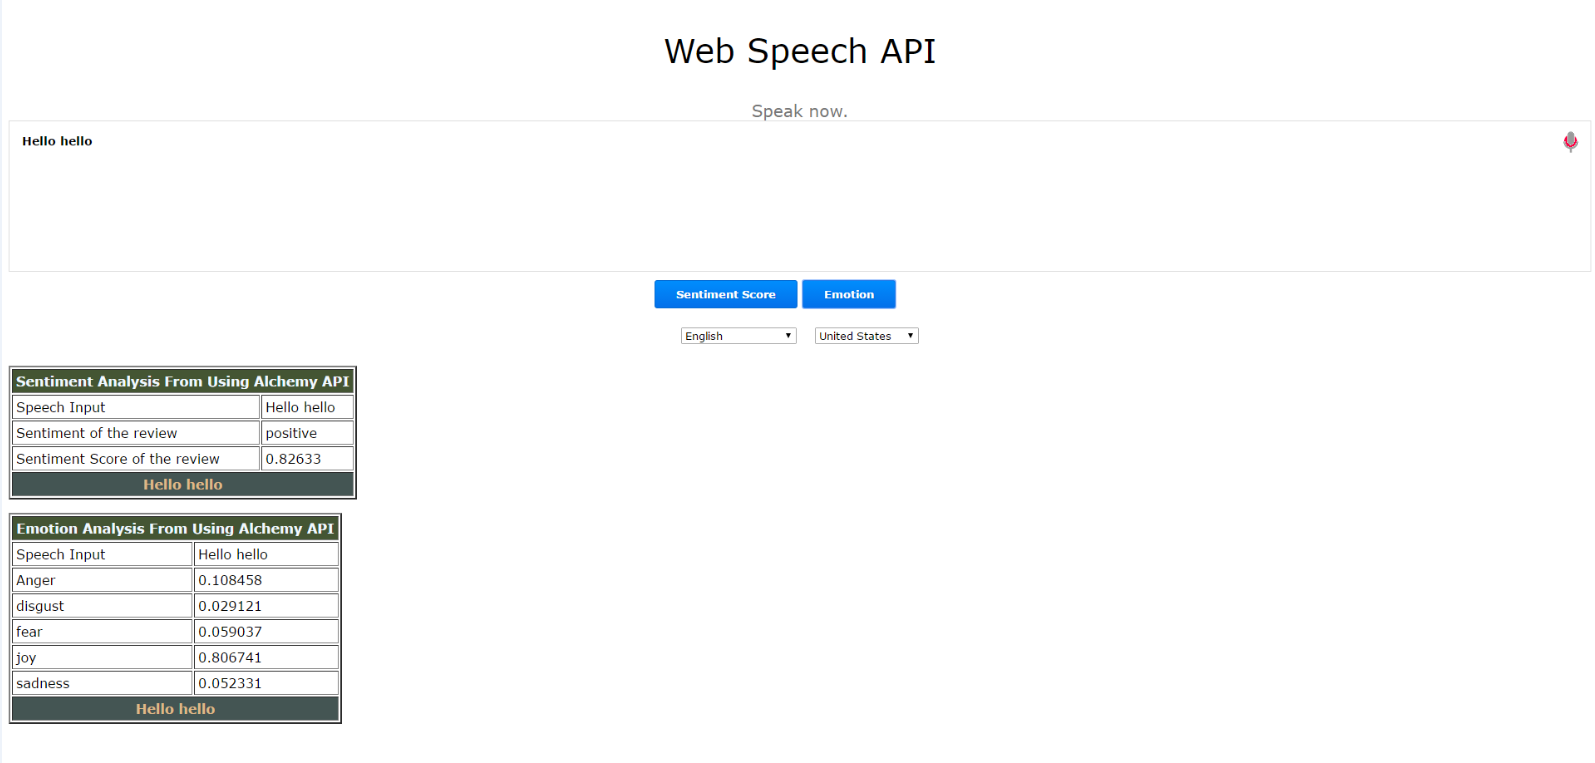 Web Speech API
Speak now.
Hello hello
Sentiment Score Emotion
English United States
Sentiment Analysis From Using Alchemy API
Speech Input Hello hello
Sentiment of the review positive
Sentiment Score of the review 0.82633
Hello hello
Emotion Analysis From Using Alchemy API
Speech Input Hello hello
Anger 0.108458
disgust 0.029121
fear 0.059037
joy 0.806741
sadness 0.052331
Hello hello